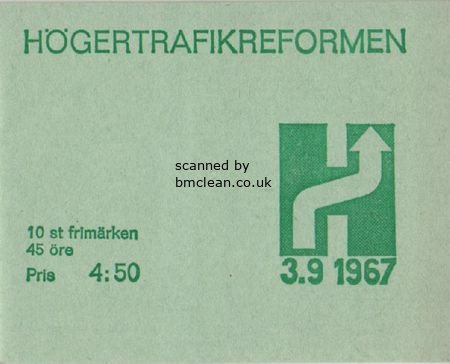 HÖGERTRAFIKREFORMEN
scanned by
bmclean.co.uk
10 st frimärken
45 öre
Pris 4:50
H
3.9 1967